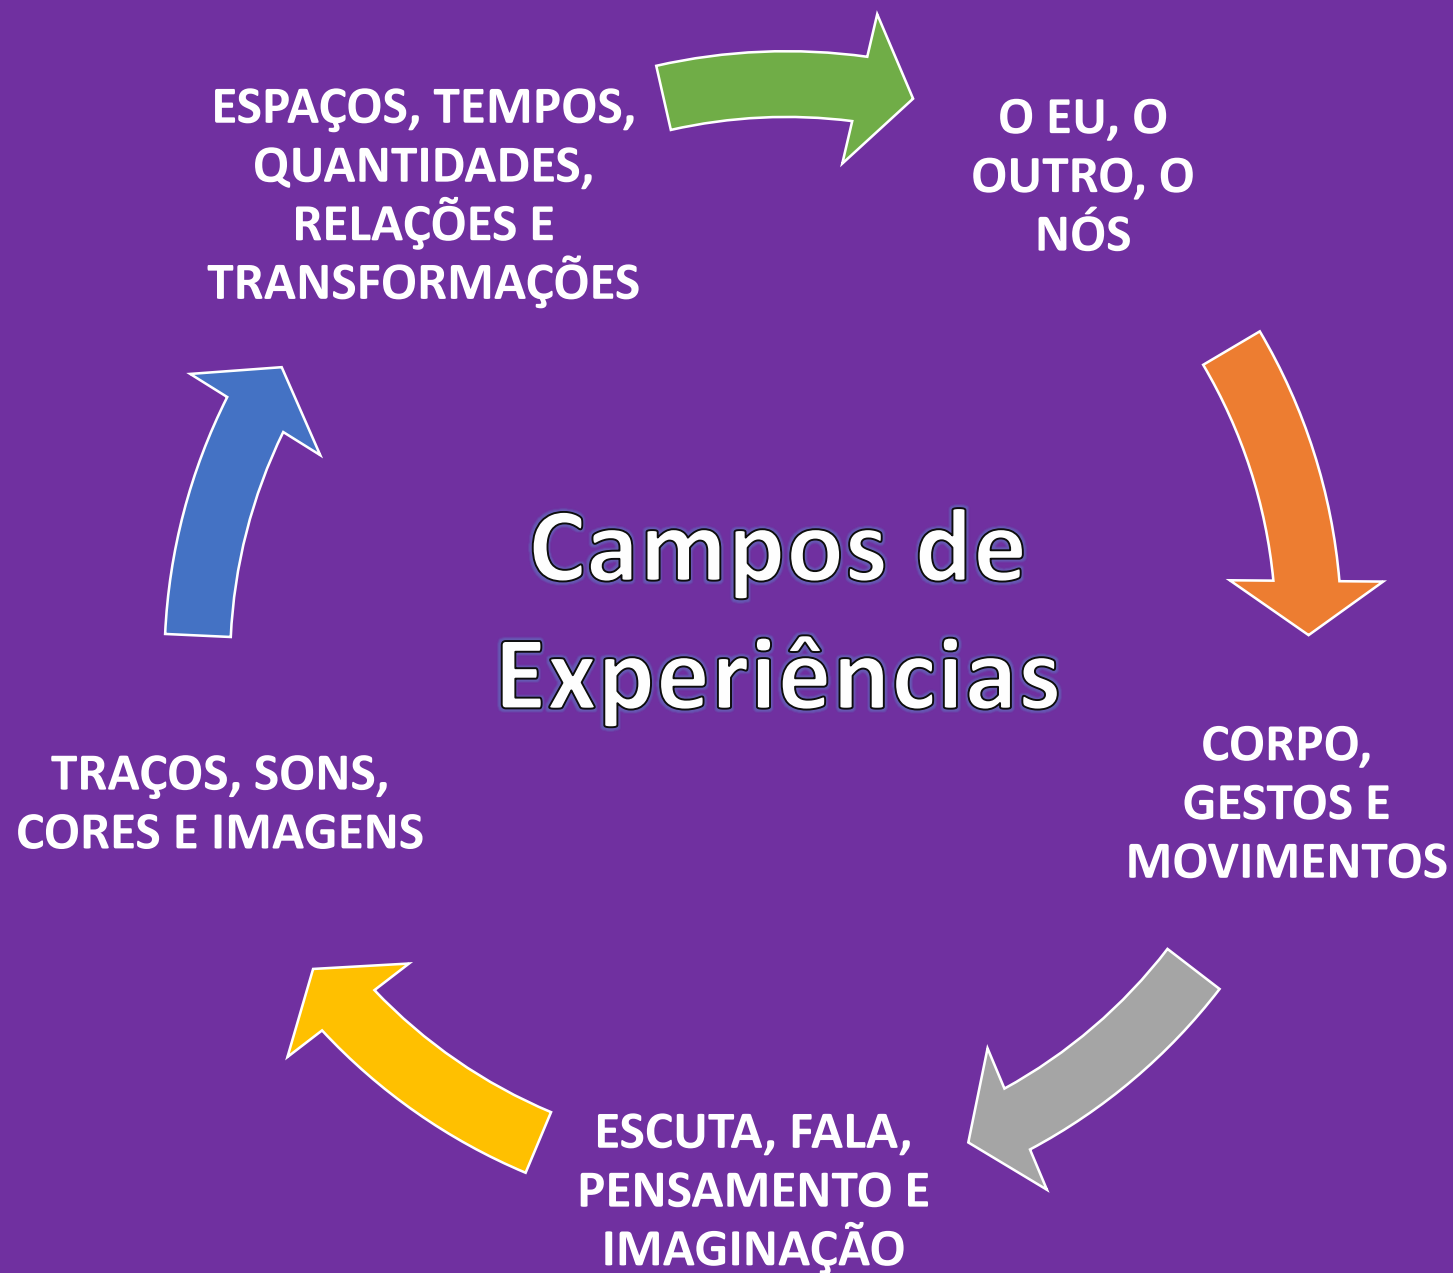 ESPAÇOS, TEMPOS,
QUANTIDADES,
RELAÇÕES E
TRANSFORMAÇÕES
O EU, O
OUTRO, O
NÓS
Campos de
Experiências
CORPO,
GESTOS E
MOVIMENTOS
TRAÇOS, SONS,
CORES E IMAGENS
ESCUTA, FALA,
PENSAMENTO E
IMAGINAÇÃO